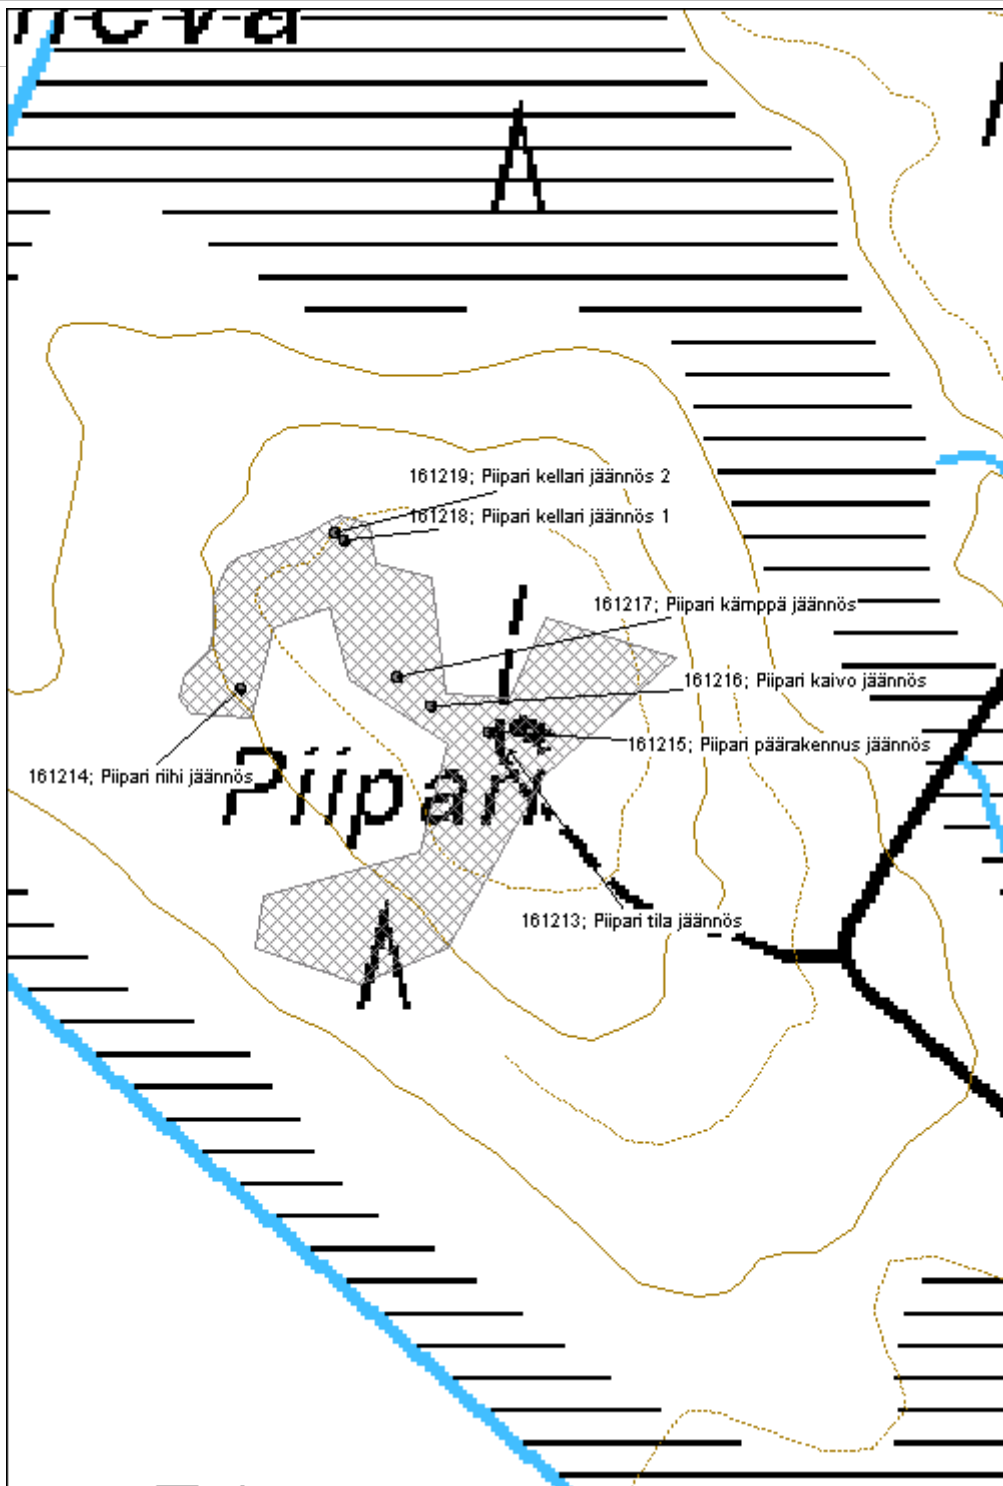 neva
161219; Piipari kellari jäännös 2
161218; Piipari kellari jäännös 1
161217; Piipari kämppä jäännös
161216; Piipari kaivo jäännös
161215; Piipari päärakennus jäännös
161214; Piipari riihi jäännös
Piipari
161213; Piipari tila jäännös